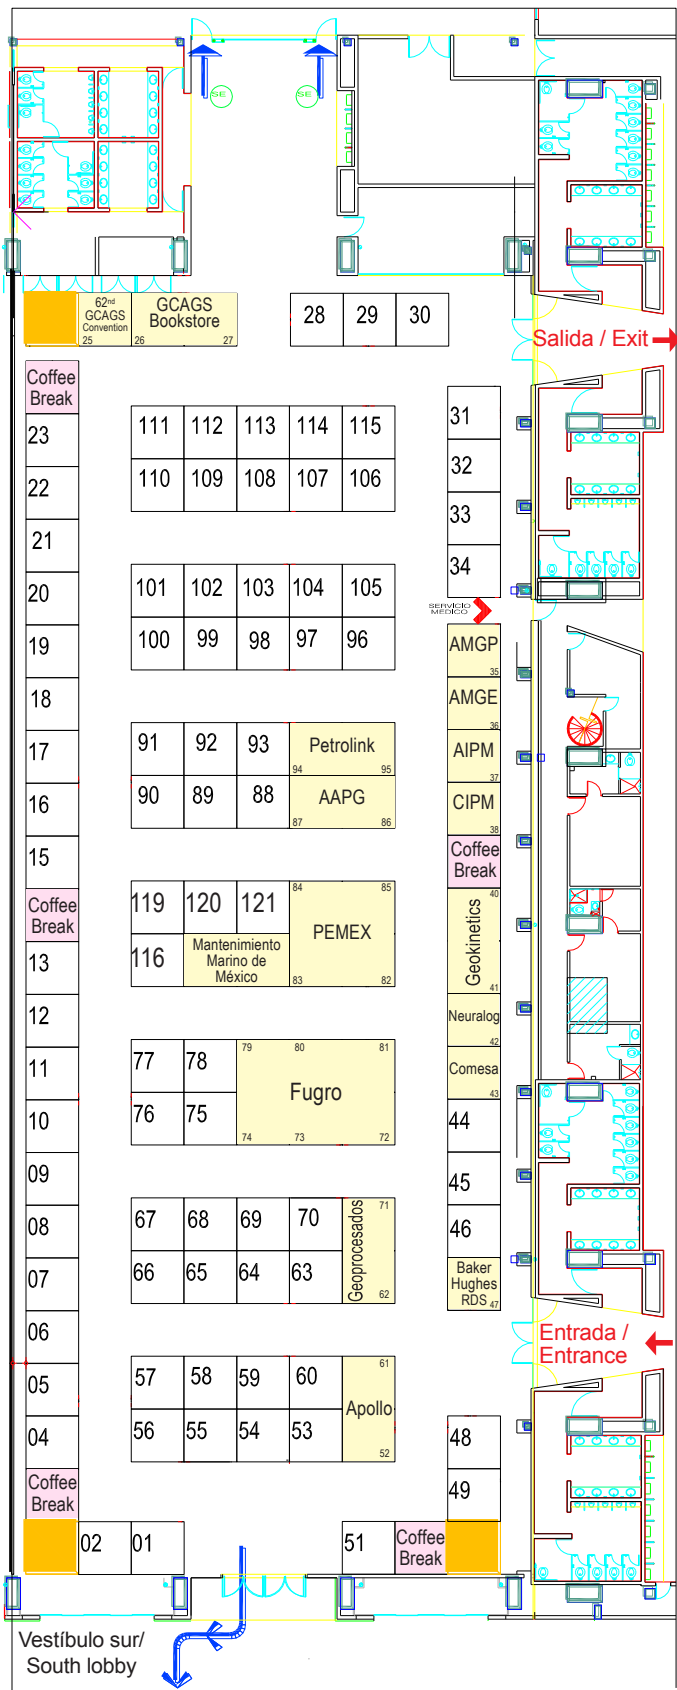 SE
SE
62nd
GCAGS
Convention
25
GCAGS
Bookstore
26
27
28
29
30
Salida / Exit
Coffee
Break
23
22
21
20
19
18
17
16
15
Coffee
Break
13
12
11
10
09
08
07
06
05
04
Coffee
Break
02
01
111
112
113
114
115
110
109
108
107
106
101
102
103
104
105
100
99
98
97
96
91
92
93
Petrolink
94
95
90
89
88
AAPG
87
86
119
120
121
116
Mantenimiento
Marino de
México
84
85
PEMEX
83
82
77
78
76
75
79
80
81
Fugro
74
73
72
67
68
69
70
66
65
64
63
71
Geoprocesados
62
57
58
59
60
56
55
54
53
61
Apollo
52
31
32
33
34
SERVICIO
MEDICO
AMGP
35
AMGE
36
AIPM
37
CIPM
38
Coffee
Break
40
Geokinetics
41
Neuralog
42
Comesa
43
44
45
46
Baker
Hughes
RDS
47
Entrada /
Entrance
48
49
51
Coffee
Break
Vestíbulo sur/
South lobby